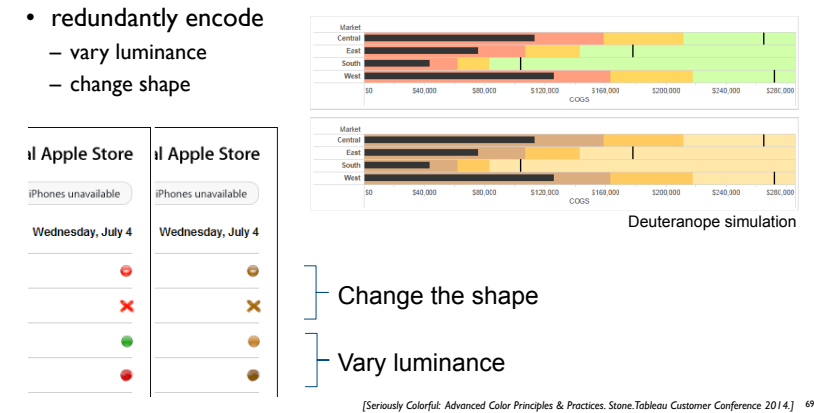 • redundantly encode
– vary luminance
– change shape
Market
Central
East
South
West
$0 $40,000 $80,000 $120,000 $160,000 $200,000 $240,000 $280,000
COGS
Market
Central
East
South
West
$0 $40,000 $80,000 $120,000 $160,000 $200,000 $240,000 $280,000
COGS
Deuteranope simulation
al Apple Store
iPhones unavailable
Wednesday, July 4
al Apple Store
iPhones unavailable
Wednesday, July 4
Change the shape
Vary luminance
[Seriously Colorful: Advanced Color Principles & Practices. Stone.Tableau Customer Conference 2014.] 69